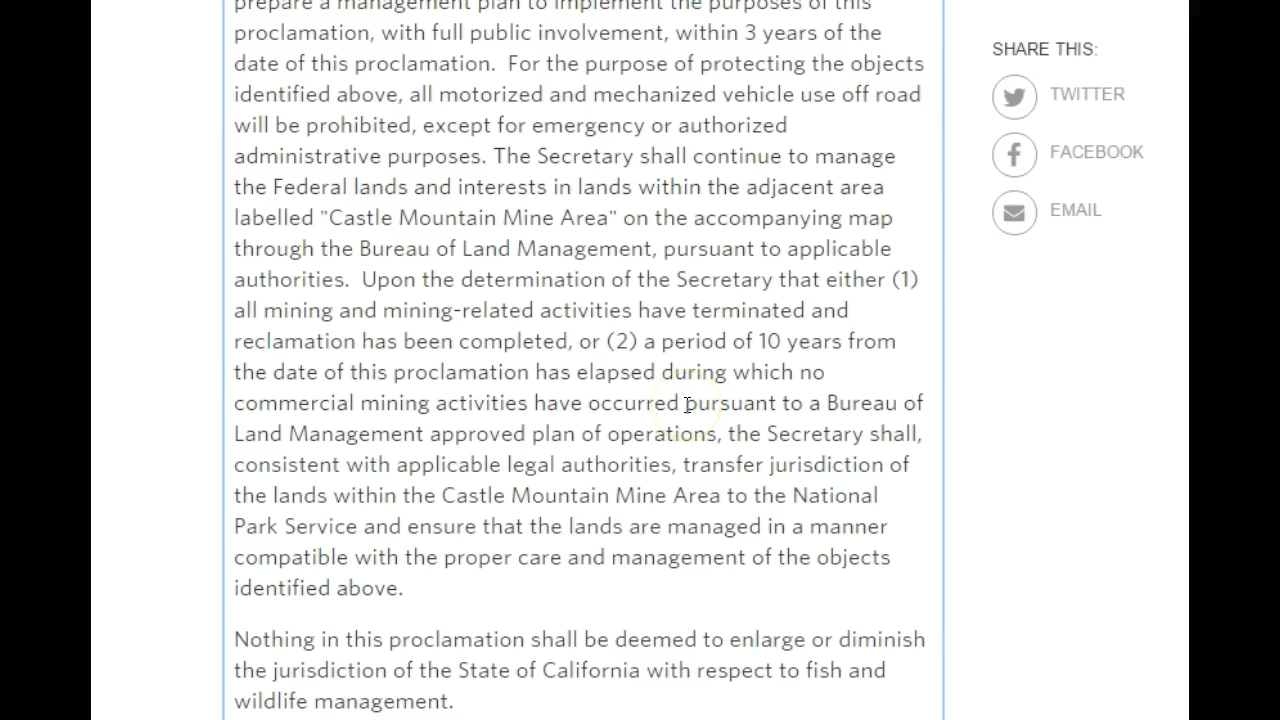 prepare a management plan to implement the purposes of this
proclamation, with full public involvement, within 3 years of the
date of this proclamation.  For the purpose of protecting the objects
identified above, all motorized and mechanized vehicle use off road
will be prohibited, except for emergency or authorized
administrative purposes. The Secretary shall continue to manage
the Federal lands and interests in lands within the adjacent area
labelled "Castle Mountain Mine Area" on the accompanying map
through the Bureau of Land Management, pursuant to applicable
authorities.  Upon the determination of the Secretary that either (1)
all mining and mining-related activities have terminated and
reclamation has been completed, or (2) a period of 10 years from
the date of this proclamation has elapsed during which no
commercial mining activities have occurred pursuant to a Bureau of
Land Management approved plan of operations, the Secretary shall,
consistent with applicable legal authorities, transfer jurisdiction of
the lands within the Castle Mountain Mine Area to the National
Park Service and ensure that the lands are managed in a manner
compatible with the proper care and management of the objects
identified above.
Nothing in this proclamation shall be deemed to enlarge or diminish
the jurisdiction of the State of California with respect to fish and
wildlife management.
SHARE THIS:
TWITTER
FACEBOOK
EMAIL